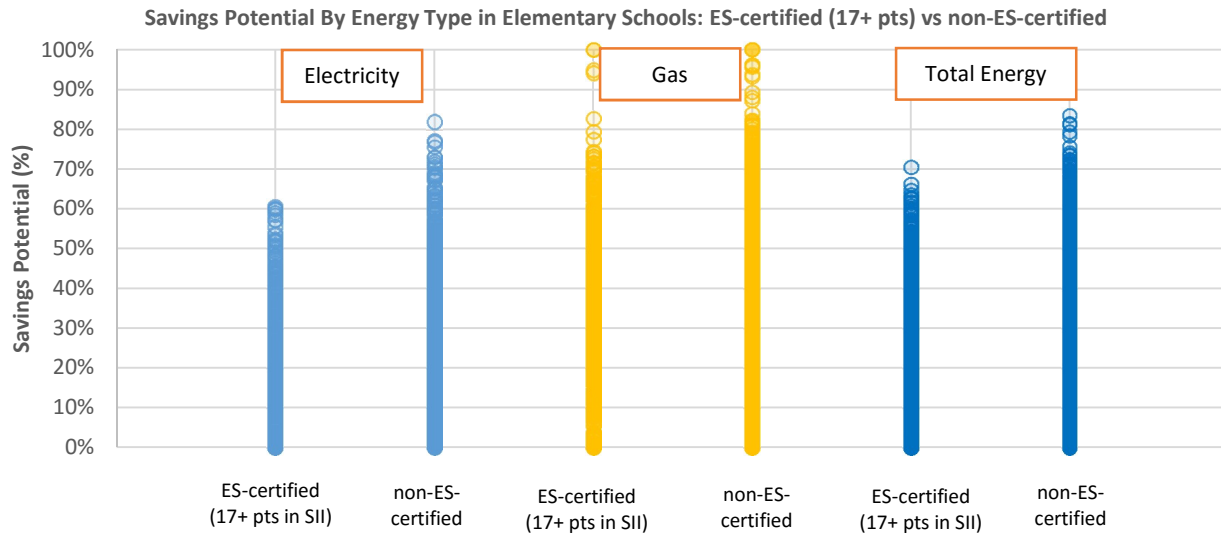 Savings Potential By Energy Type in Elementary Schools: ES-certified (17+ pts) vs non-ES-certified
Savings Potential (%)
100%
90%
80%
70%
60%
50%
40%
30%
20%
10%
0%
Electricity
Gas
Total Energy
ES-certified
(17+ pts in SII)
non-ES-
certified
ES-certified
(17+ pts in SII)
non-ES-
certified
ES-certified
(17+ pts in SII)
non-ES-
certified